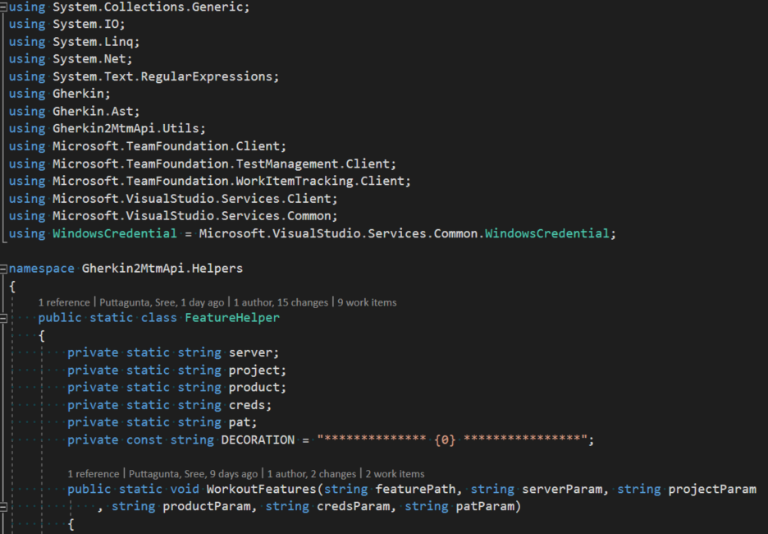 using System.Collections.Generic;
using System.IO;
using System.Linq;
using System.Net;
using System.Text.RegularExpressions;
using Gherkin;
using Gherkin.Ast;
using Gherkin2MtmApi.Utils;
using Microsoft.TeamFoundation.Client;
using Microsoft.TeamFoundation.TestManagement.Client;
using Microsoft.TeamFoundation.WorkItemTracking.Client;
using Microsoft.VisualStudio.Services.Client;
using Microsoft.VisualStudio.Services.Common;
using WindowsCredential = Microsoft.VisualStudio.Services.Common.WindowsCredential;
namespace Gherkin2MtmApi.Helpers
{
1 reference | Puttagunta, Sree, 1 day ago | 1 author, 15 changes | 9 work items
public static class FeatureHelper
{
private static string server;
private static string project;
private static string product;
private static string creds;
private static string pat;
private const string DECORATION = "************** {0} ****************";
1 reference | Puttagunta, Sree, 9 days ago | 1 author, 2 changes | 2 work items
public static void WorkoutFeatures(string featurePath, string serverParam, string projectParam
, string productParam, string credsParam, string patParam)
{